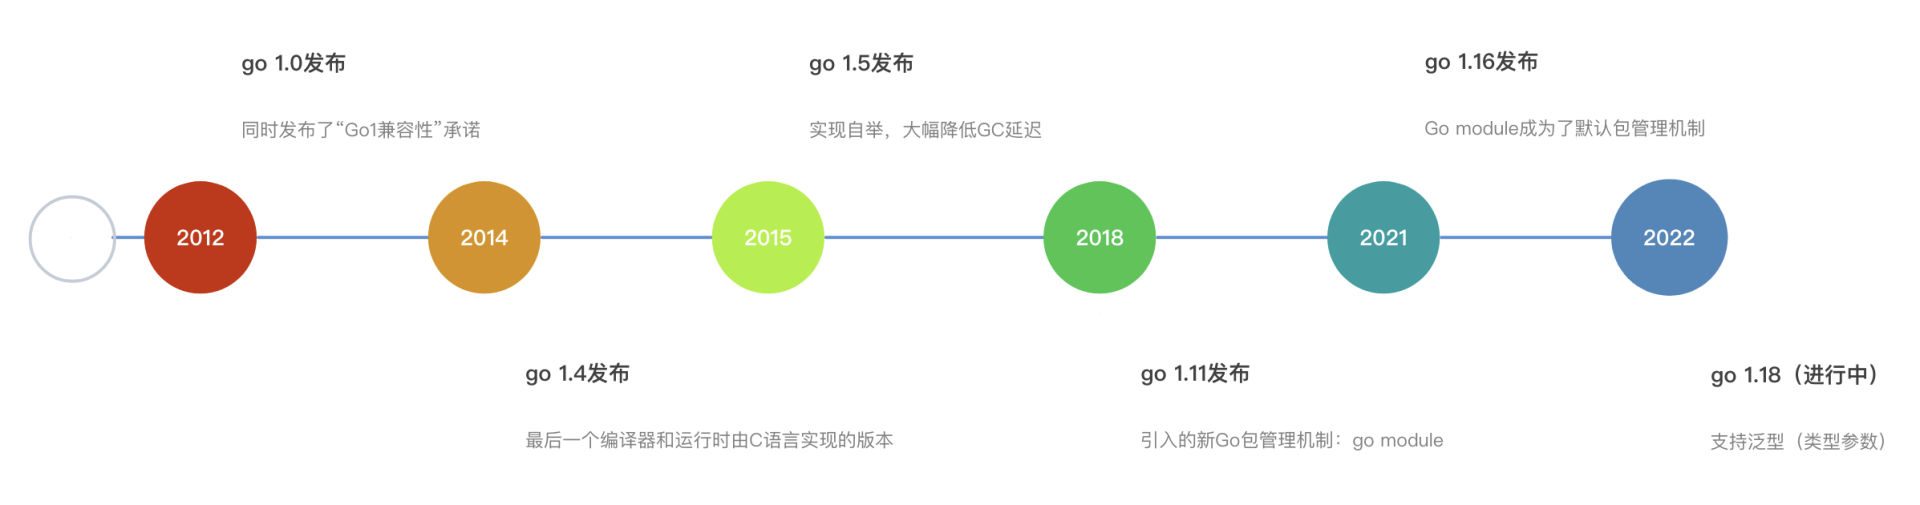 go 1.0发布
同时发布了“Go1兼容性”承诺
go 1.5发布
实现自举，大幅降低GC延迟
go 1.16发布
Go module成为了默认包管理机制
2012
2014
2015
2018
2021
2022
go 1.4发布
最后一个编译器和运行时由C语言实现的版本
go 1.11发布
引入的新Go包管理机制：go module
go 1.18（进行中）
支持泛型（类型参数）